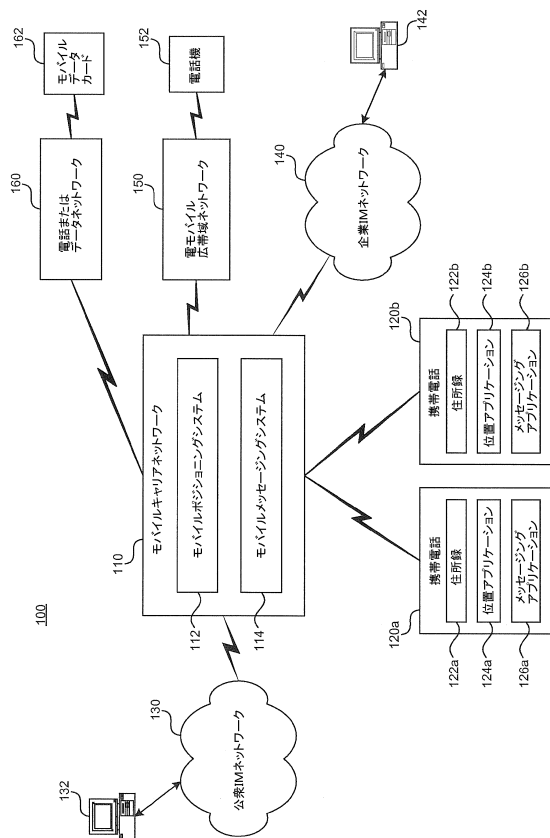 100
162
モバイル
データ
カード
152
電話機
142
160
電話または
データネットワーク
150
電モバイル
広帯域ネットワーク
140
企業IMネットワーク
110
モバイルキャリアネットワーク
モバイルポジショニングシステム
112
モバイルメッセージングシステム
114
132
130
公衆IMネットワーク
120a
携帯電話
住所録
122a
位置アプリケーション
124a
メッセージング
アプリケーション
126a
120b
携帯電話
住所録
122b
位置アプリケーション
124b
メッセージング
アプリケーション
126b